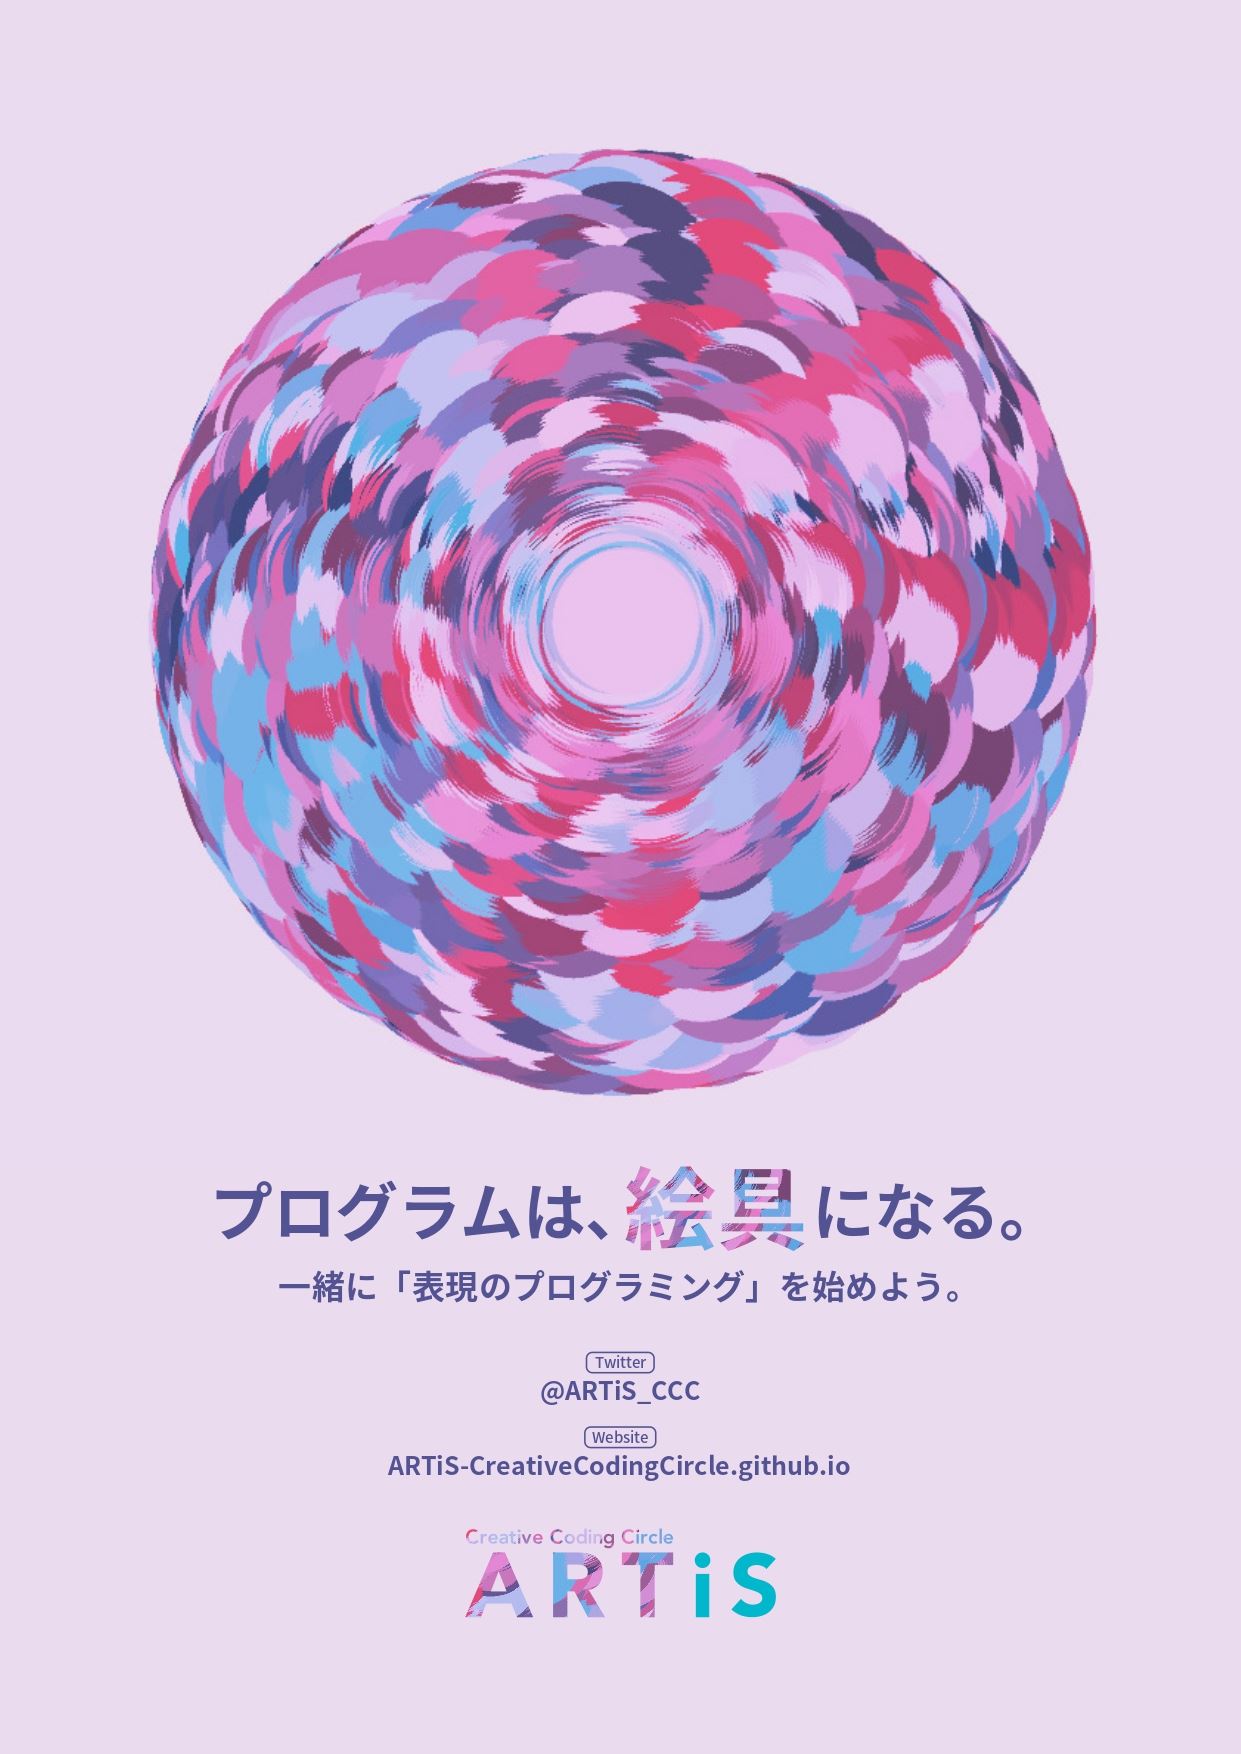 プログラムは、絵具になる。
一緒に「表現のプログラミング」を始めよう。
Twitter
@ARTiS_CCC
Website
ARTiS-CreativeCodingCircle.github.io
Creative Coding Circle
ARTiS